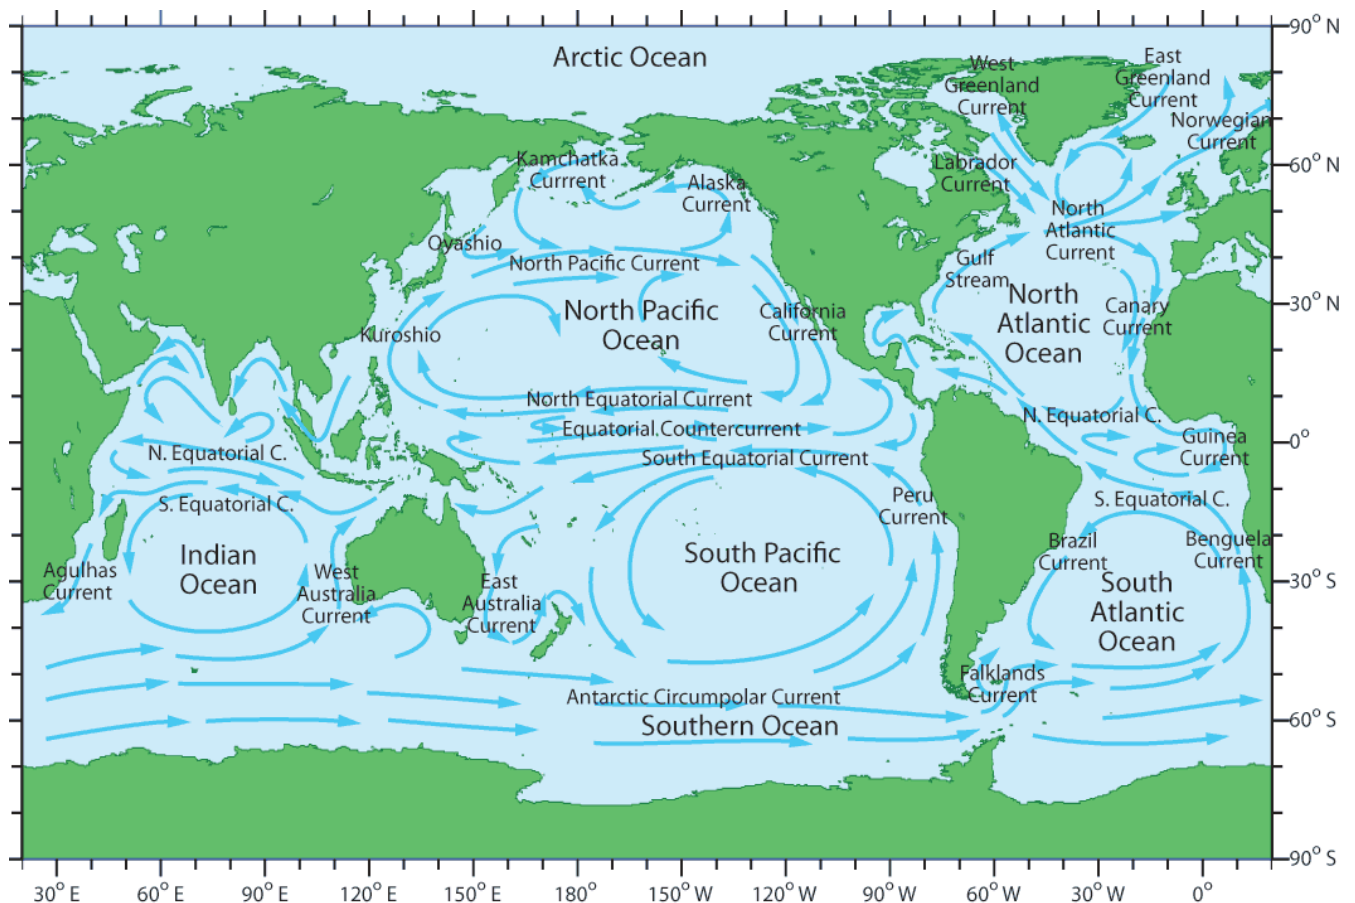 90° N
Arctic Ocean
West
Greenland
Current
East
Greenland
Current
Norwegian
Current
60° N
Kamchatka
Currrent
Alaska
Current
Labrador
Current
North
Atlantic
Current
Oyashio
North Pacific Current
Gulf
Stream
30° N
North Pacific
Ocean
North
Atlantic
Ocean
Kuroshio
California
Current
Canary
Current
North Equatorial Current
N. Equatorial C.
Equatorial Countercurrent
0°
Guinea
Current
N. Equatorial C.
South Equatorial Current
S. Equatorial C.
S. Equatorial C.
Peru
Current
Indian
Ocean
South Pacific
Ocean
Brazil
Current
Benguela
Current
Agulhas
Current
West
Australia
Current
East
Australia
Current
South
Atlantic
Ocean
30° S
Falklands
Current
Antarctic Circumpolar Current
Southern Ocean
60° S
90° S
30° E 60° E 90° E 120° E 150° E 180° 150° W 120° W 90° W 60° W 30° W 0°